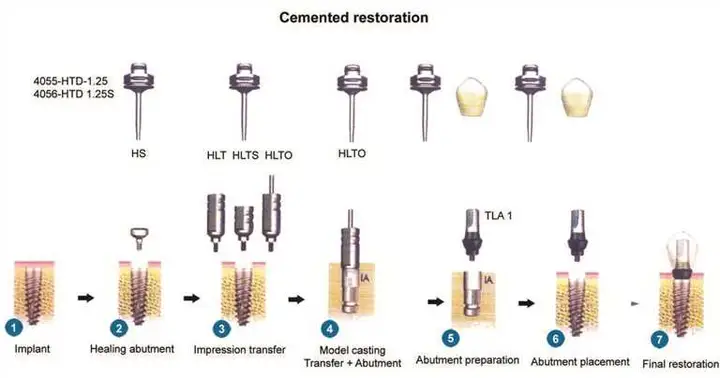 Cemented restoration
4055-HTD-1.25
4056-HTD 1.25S
HS
HLT HLTS HLTO
HLTO
TLA 1
IA
IA
1
2
3
4
5
6
7
Implant
Healing abutment
Impression transfer
Model casting
Transfer + Abutment
Abutment preparation
Abutment placement
Final restoration